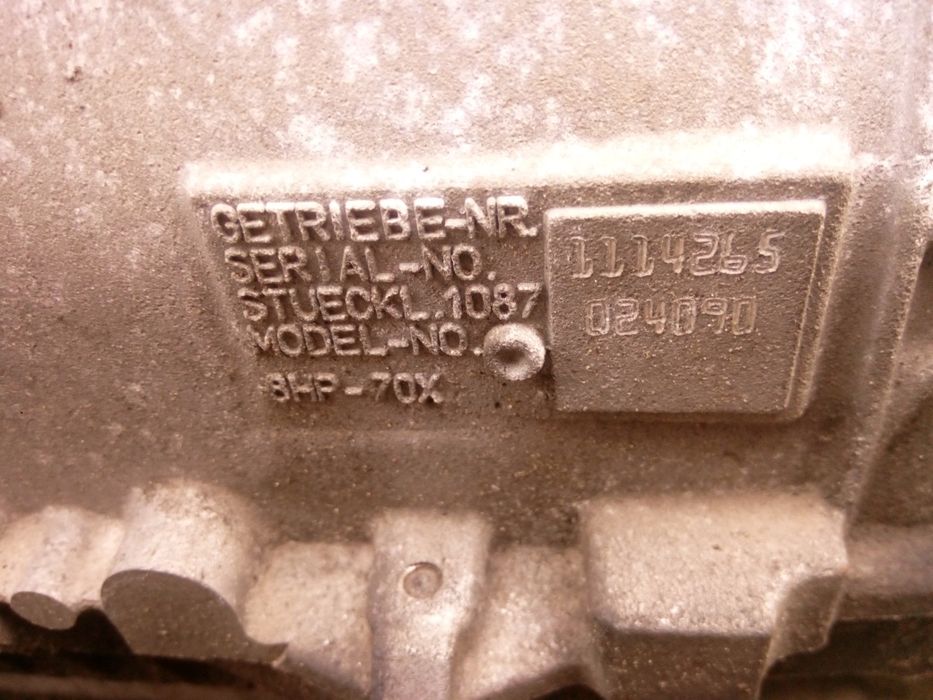 GETRIEBE-NR.
SERIAL-NO. 1114265
STUECKL.1087
MODEL-NO. 024090
8HP-70X